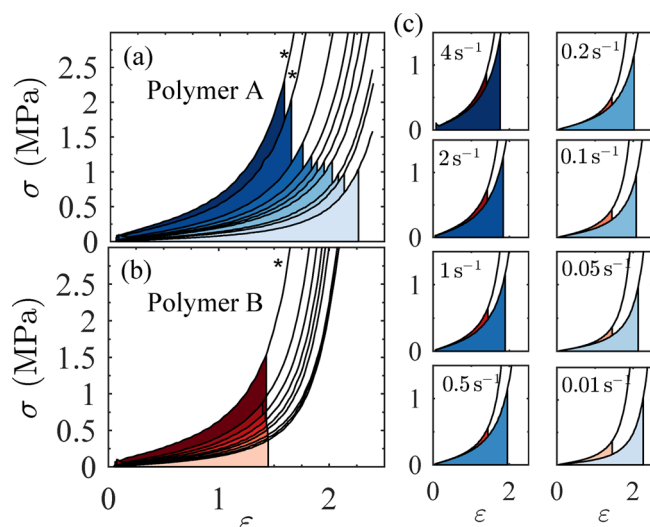 (a)
Polymer A
*
*
σ (MPa)
2.5
2
1.5
1
0.5
0
(b)
Polymer B
*
σ (MPa)
2.5
2
1.5
1
0.5
0
0
1
2
ε
(c)
4 s⁻¹
1
0
0.2 s⁻¹
2 s⁻¹
1
0
0.1 s⁻¹
1 s⁻¹
1
0
0.05 s⁻¹
0.5 s⁻¹
1
0
0.01 s⁻¹
0
2
ε
0
2
ε